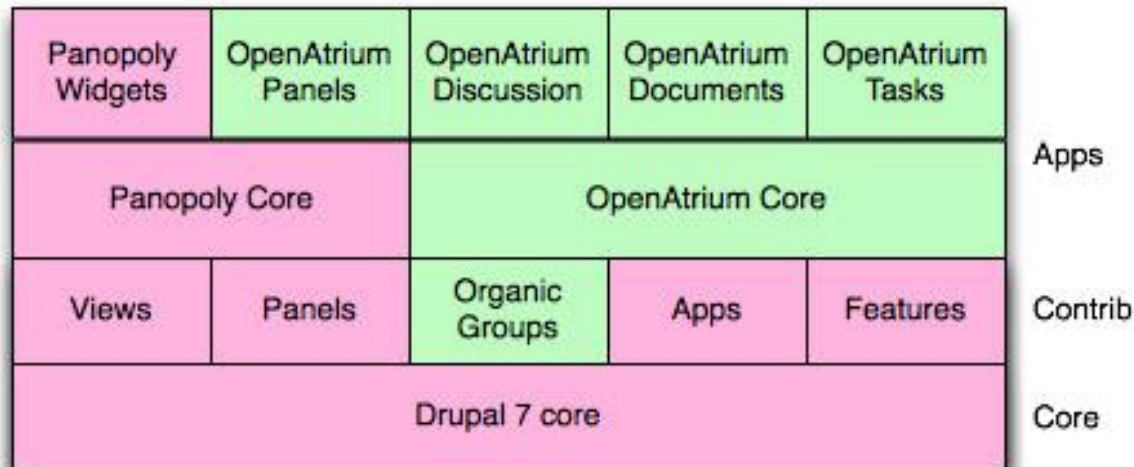 Panopoly
Widgets
OpenAtrium
Panels
OpenAtrium
Discussion
OpenAtrium
Documents
OpenAtrium
Tasks
Apps
Panopoly Core
OpenAtrium Core
Views
Panels
Organic
Groups
Apps
Features
Contrib
Drupal 7 core
Core